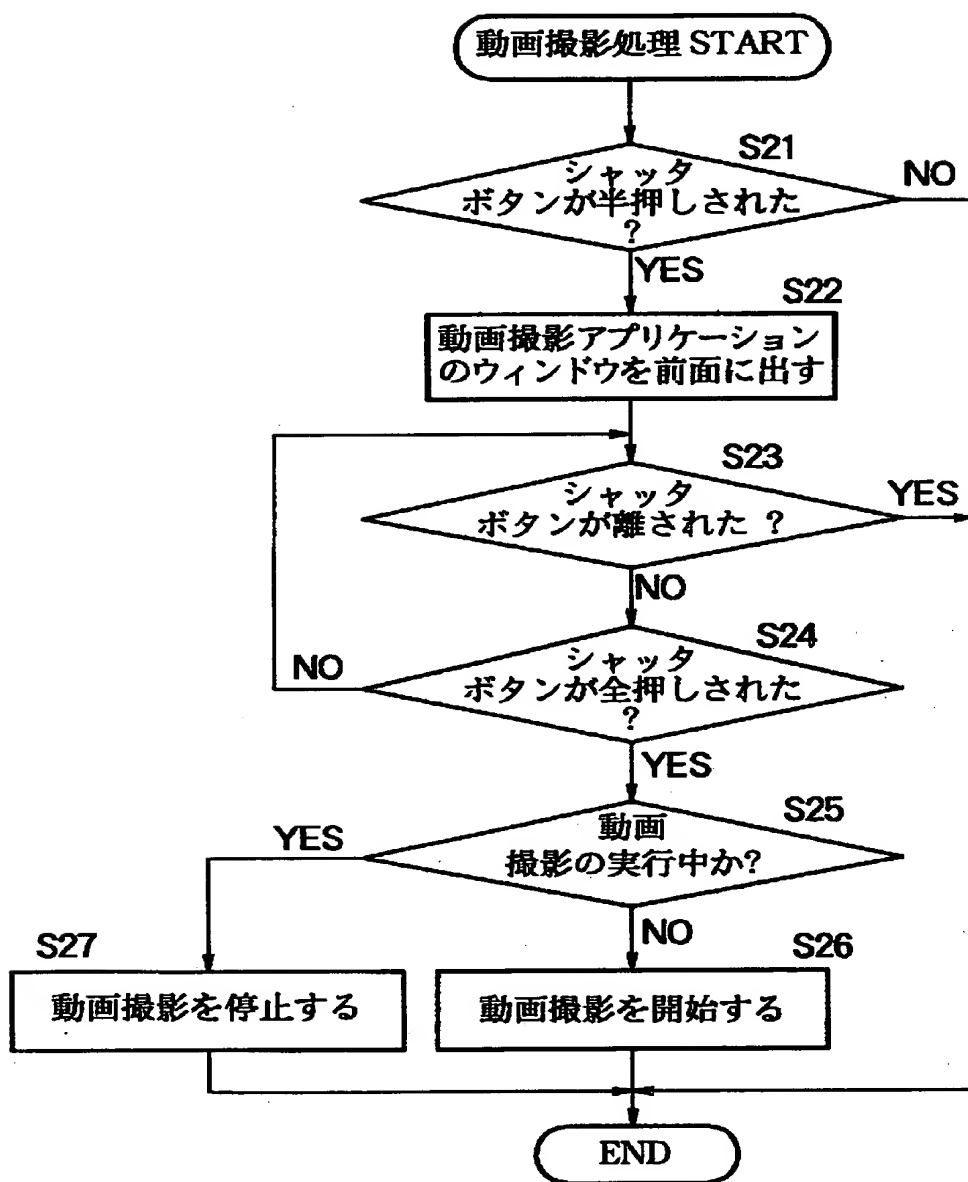 動画撮影処理 START
S21
シャッタ
ボタンが半押しされた
?
NO
YES
S22
動画撮影アプリケーション
のウィンドウを前面に出す
S23
シャッタ
ボタンが離された ?
YES
NO
S24
シャッタ
ボタンが全押しされた
?
NO
YES
S25
動画
撮影の実行中か?
YES
NO
S27
動画撮影を停止する
S26
動画撮影を開始する
END